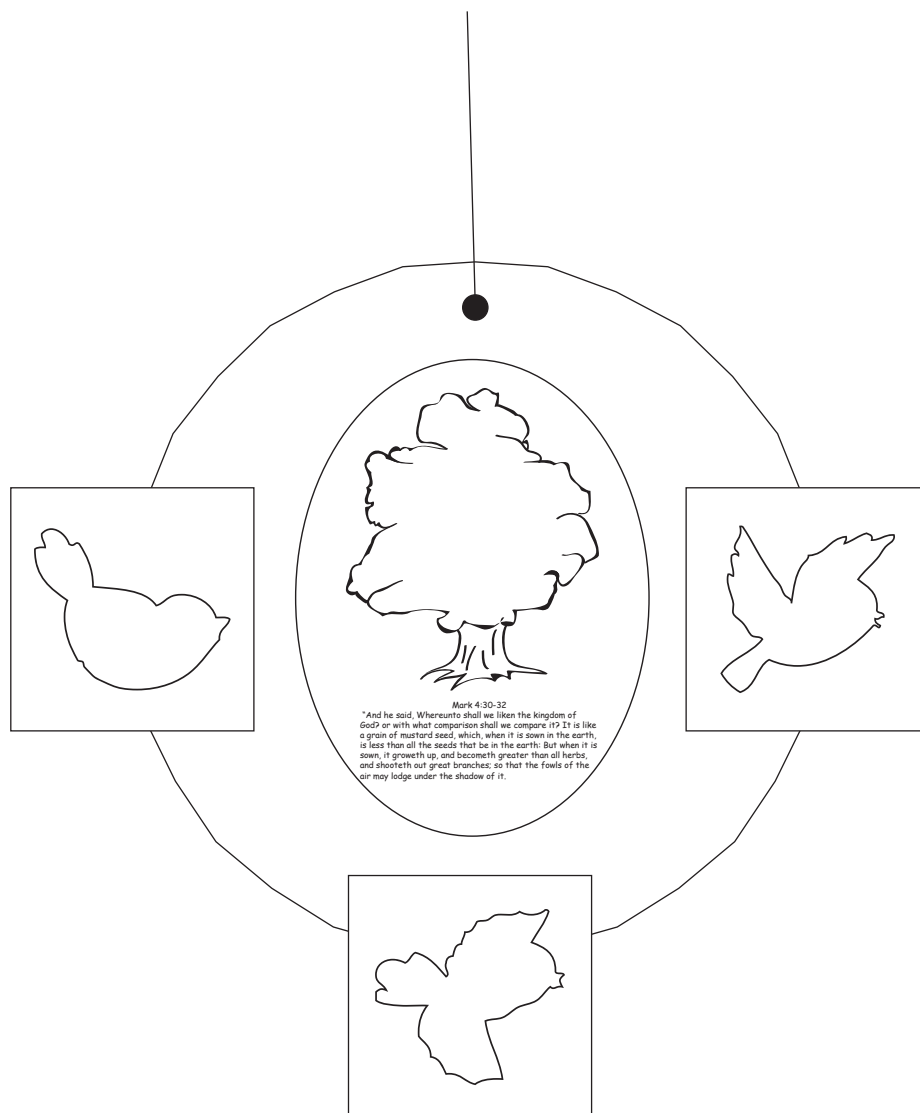 Mark 4:30-32
"And he said, Whereunto shall we liken the kingdom of
God? or with what comparison shall we compare it? It is like
a grain of mustard seed, which, when it is sown in the earth,
is less than all the seeds that be in the earth: But when it is
sown, it groweth up, and becometh greater than all herbs,
and shooteth out great branches; so that the fowls of the
air may lodge under the shadow of it.